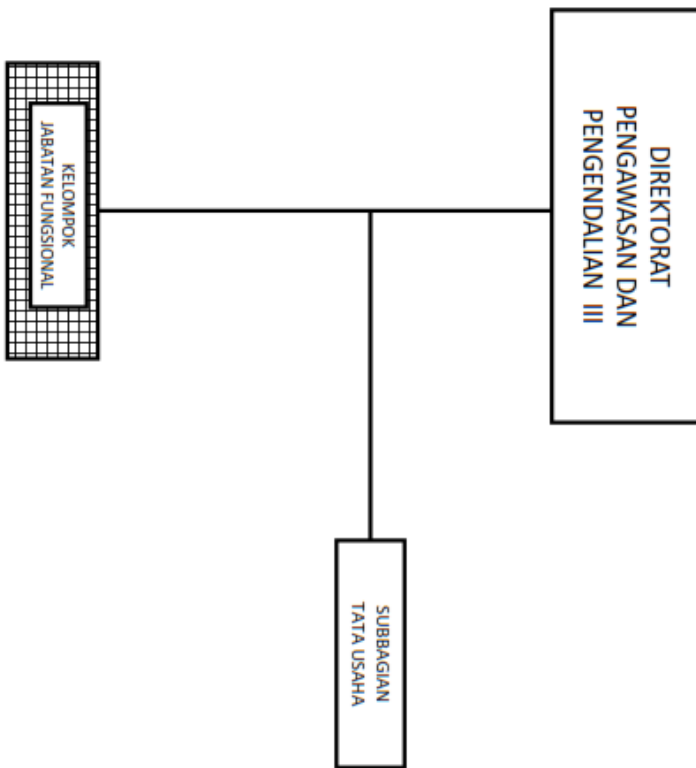 DIREKTORAT
PENGAWASAN DAN
PENGENDALIAN III
SUBBAGIAN
TATA USAHA
KELOMPOK
JABATAN FUNGSIONAL